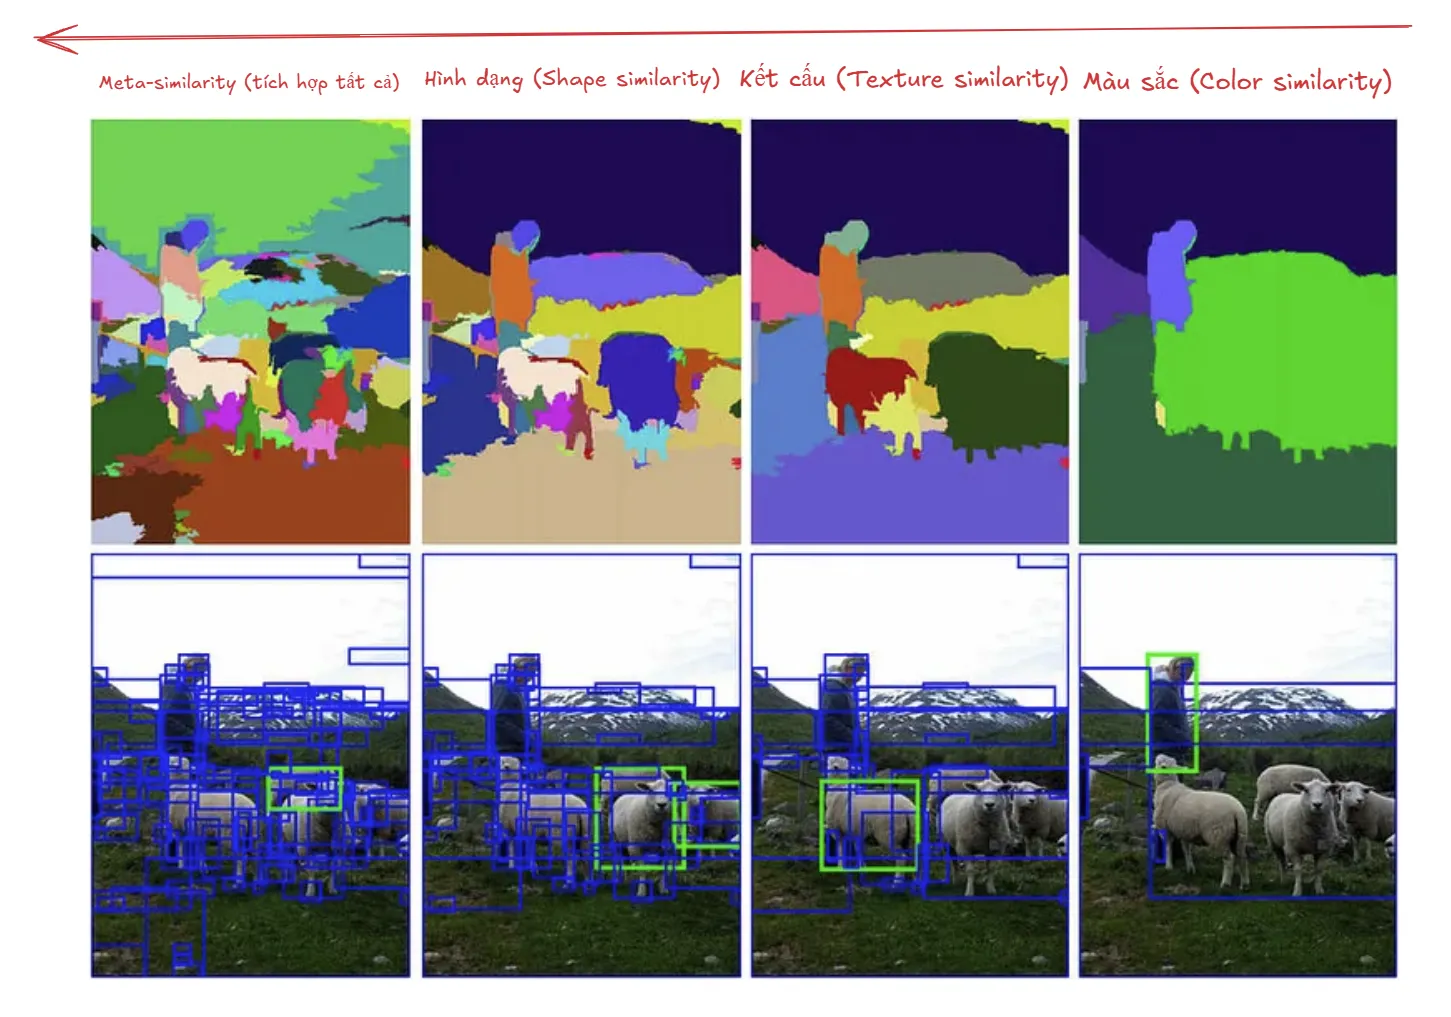 Meta-similarity (tích hợp tất cả)
Hình dạng (Shape similarity)
Kết cấu (Texture similarity)
Màu sắc (Color similarity)